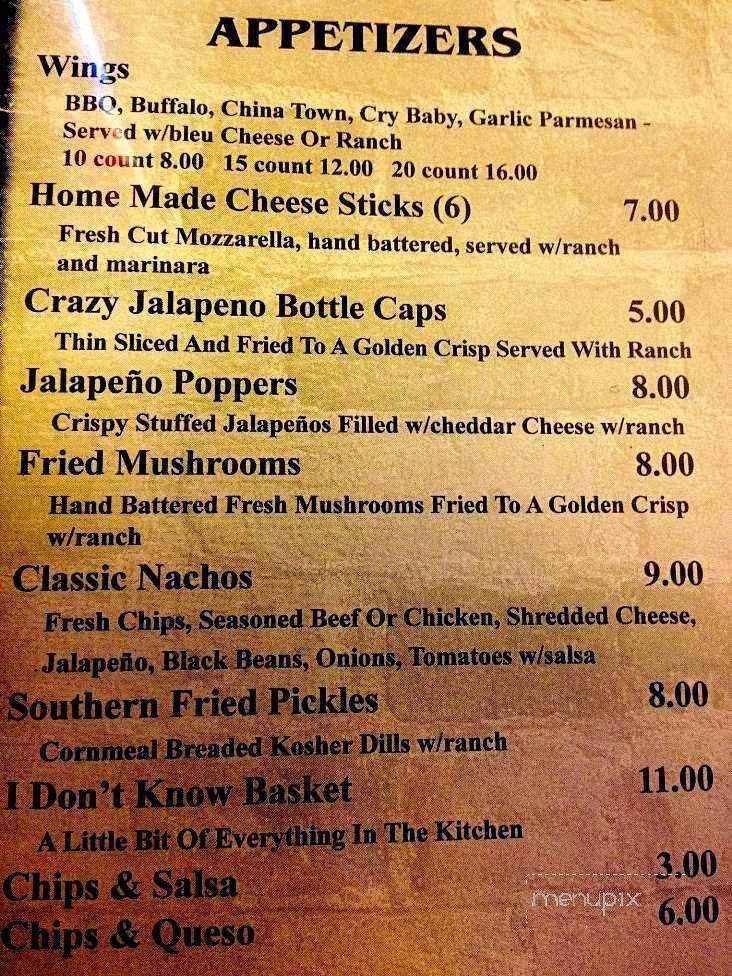 APPETIZERS
Wings
BBQ, Buffalo, China Town, Cry Baby, Garlic Parmesan -
Served w/bleu Cheese Or Ranch
10 count 8.00 15 count 12.00 20 count 16.00
Home Made Cheese Sticks (6) 7.00
Fresh Cut Mozzarella, hand battered, served w/ranch
and marinara
Crazy Jalapeno Bottle Caps 5.00
Thin Sliced And Fried To A Golden Crisp Served With Ranch
Jalapeño Poppers 8.00
Crispy Stuffed Jalapeños Filled w/cheddar Cheese w/ranch
Fried Mushrooms 8.00
Hand Battered Fresh Mushrooms Fried To A Golden Crisp
w/ranch
Classic Nachos 9.00
Fresh Chips, Seasoned Beef Or Chicken, Shredded Cheese,
Jalapeño, Black Beans, Onions, Tomatoes w/salsa
Southern Fried Pickles 8.00
Cornmeal Breaded Kosher Dills w/ranch
I Don't Know Basket 11.00
A Little Bit Of Everything In The Kitchen
Chips & Salsa 3.00
Chips & Queso 6.00
menupix